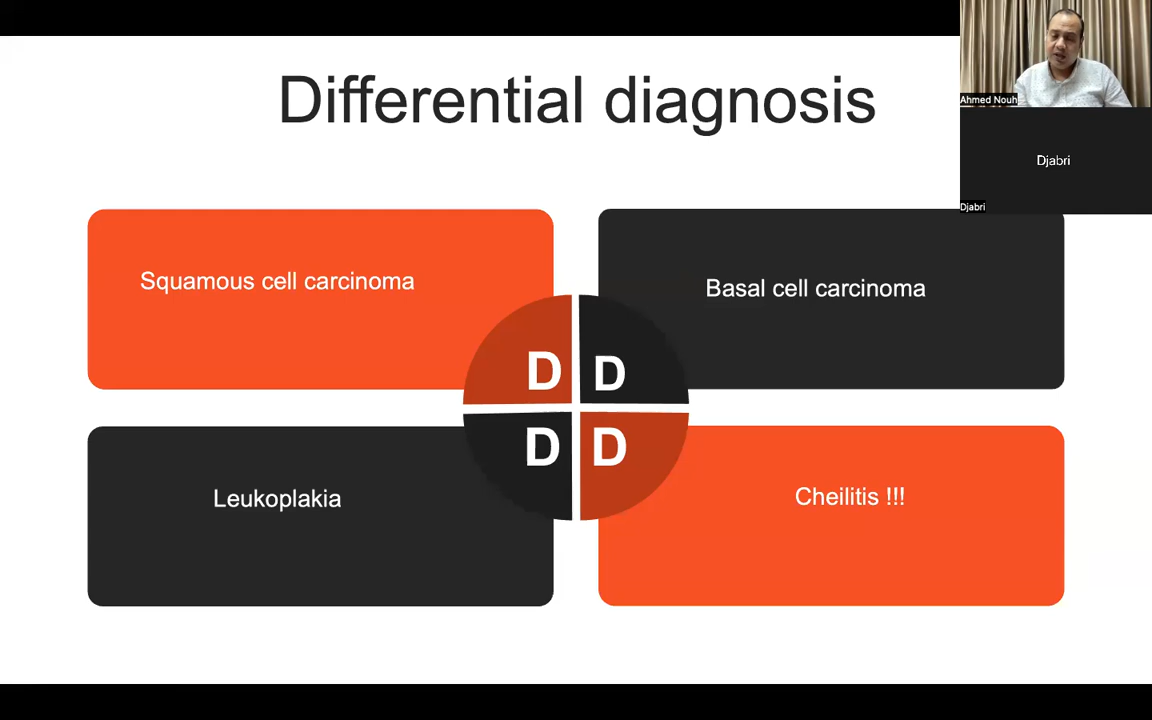 Differential diagnosis
Ahmed Nouh
Djabri
Djabri
Squamous cell carcinoma
Basal cell carcinoma
D
D
D
D
Leukoplakia
Cheilitis !!!